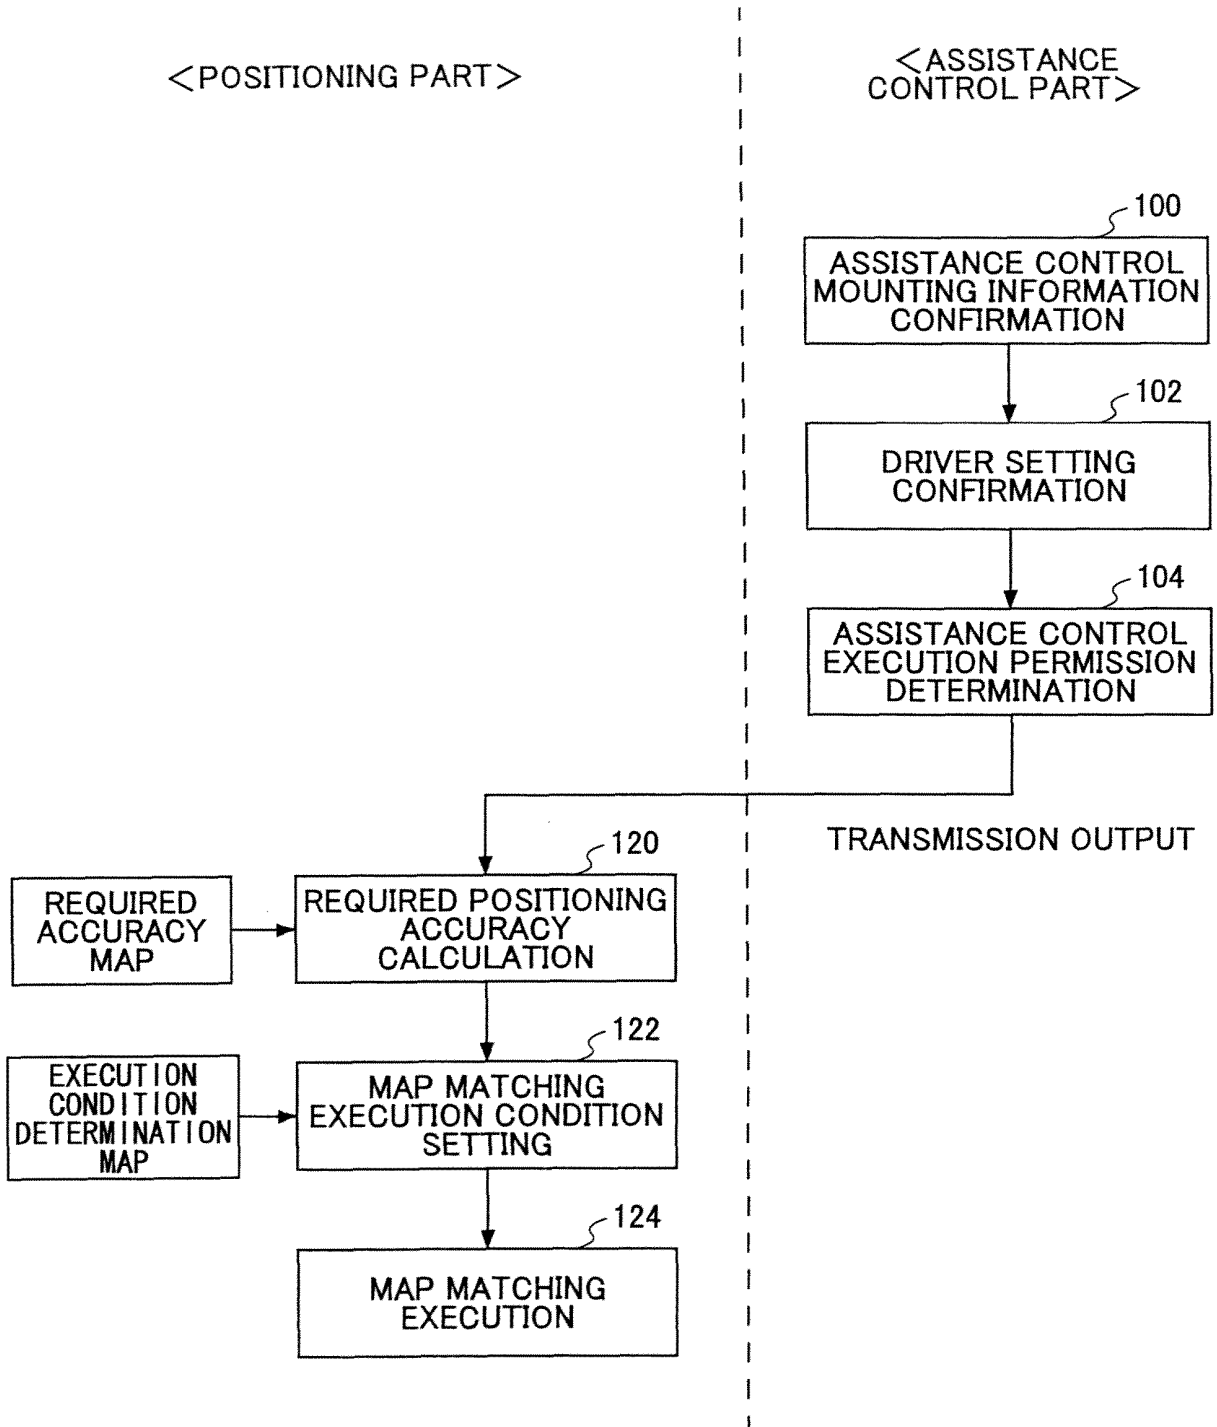 <POSITIONING PART>
<ASSISTANCE
CONTROL PART>
100
ASSISTANCE CONTROL
MOUNTING INFORMATION
CONFIRMATION
102
DRIVER SETTING
CONFIRMATION
104
ASSISTANCE CONTROL
EXECUTION PERMISSION
DETERMINATION
TRANSMISSION OUTPUT
120
REQUIRED
ACCURACY
MAP
REQUIRED POSITIONING
ACCURACY
CALCULATION
122
EXECUTION
CONDITION
DETERMINATION
MAP
MAP MATCHING
EXECUTION CONDITION
SETTING
124
MAP MATCHING
EXECUTION